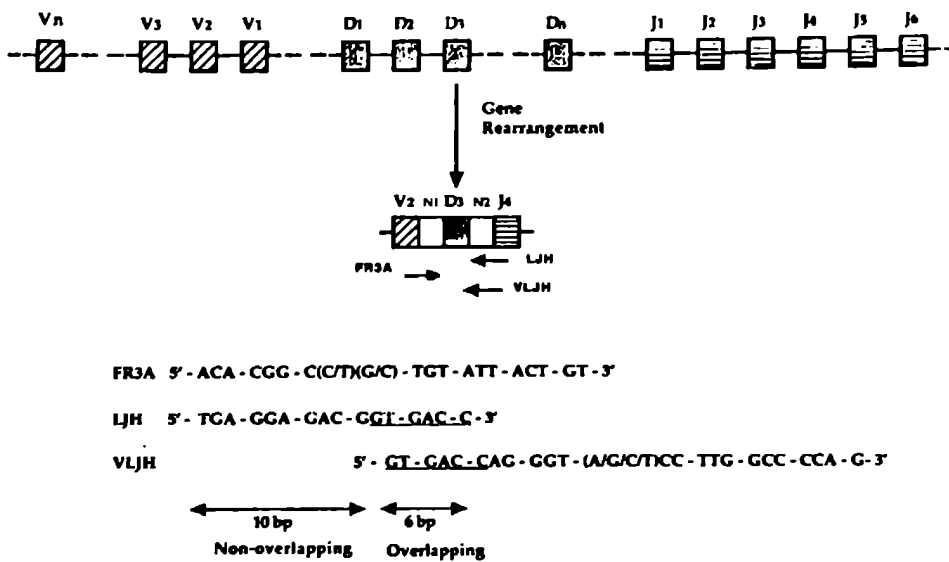 Vn V3 V2 V1 D1 D2 D3 Dn J1 J2 J3 J4 J5 J6
Gene
Rearrangement
V2 N1 D3 N2 J4
FR3A LJH
VLJH
FR3A 5' - ACA - CGG - C(C/T)(G/C) - TGT - ATT - ACT - GT - 3'
LJH 5' - TGA - GGA - GAC - GGT - GAC - C - 3'
VLJH 5' - GT - GAC - CAG - GGT - (A/G/C/T)CC - TTG - GCC - CCA - G - 3'
10 bp 6 bp
Non-overlapping Overlapping